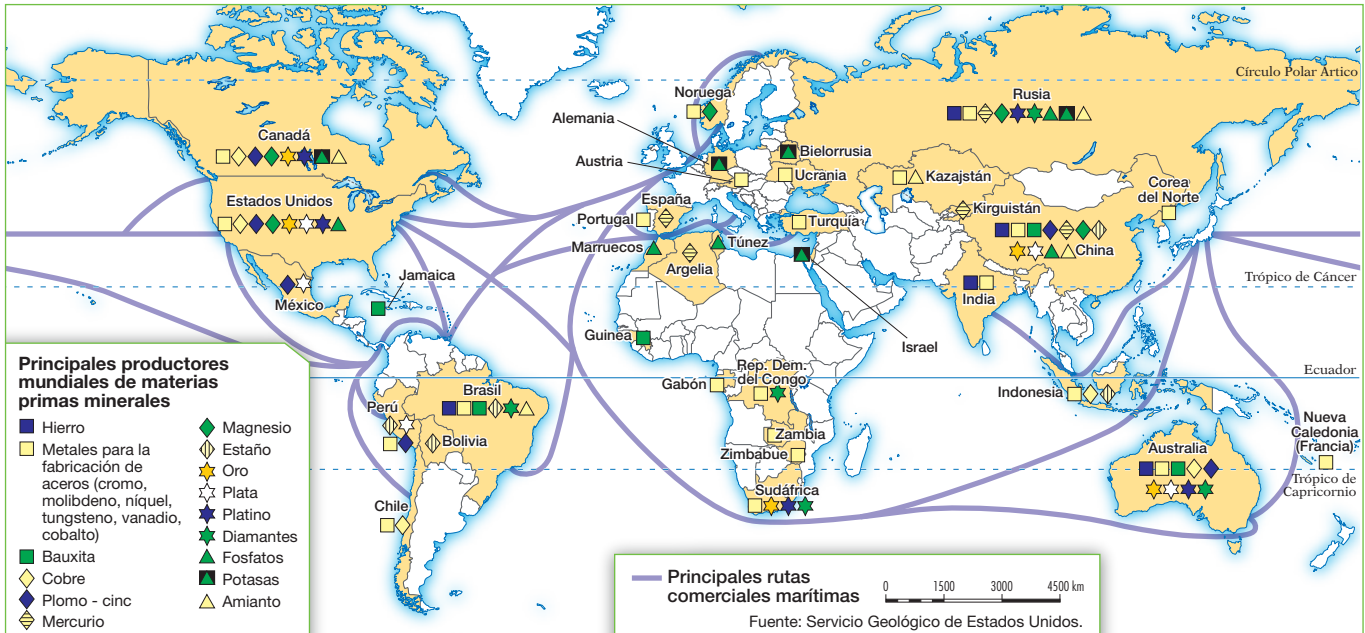 Círculo Polar Ártico
Noruega
Rusia
Alemania
Canadá
Bielorrusia
Austria
Ucrania
Kazajstán
Corea
del Norte
Estados Unidos
España
Kirguistán
Portugal
Turquía
Marruecos
Túnez
China
Argelia
Jamaica
Trópico de Cáncer
México
India
Guinea
Israel
Principales productores
mundiales de materias
primas minerales
Hierro
Metales para la
fabricación de
aceros (cromo,
molibdeno, níquel,
tungsteno, vanadio,
cobalto)
Bauxita
Cobre
Plomo - cinc
Mercurio
Magnesio
Estaño
Oro
Plata
Platino
Diamantes
Fosfatos
Potasas
Amianto
Ecuador
Rep. Dem.
del Congo
Gabón
Brasil
Indonesia
Perú
Bolivia
Zambia
Zimbabue
Nueva
Caledonia
(Francia)
Australia
Trópico de
Capricornio
Sudáfrica
Chile
Principales rutas
comerciales marítimas
0 1500 3000 4500 km
Fuente: Servicio Geológico de Estados Unidos.